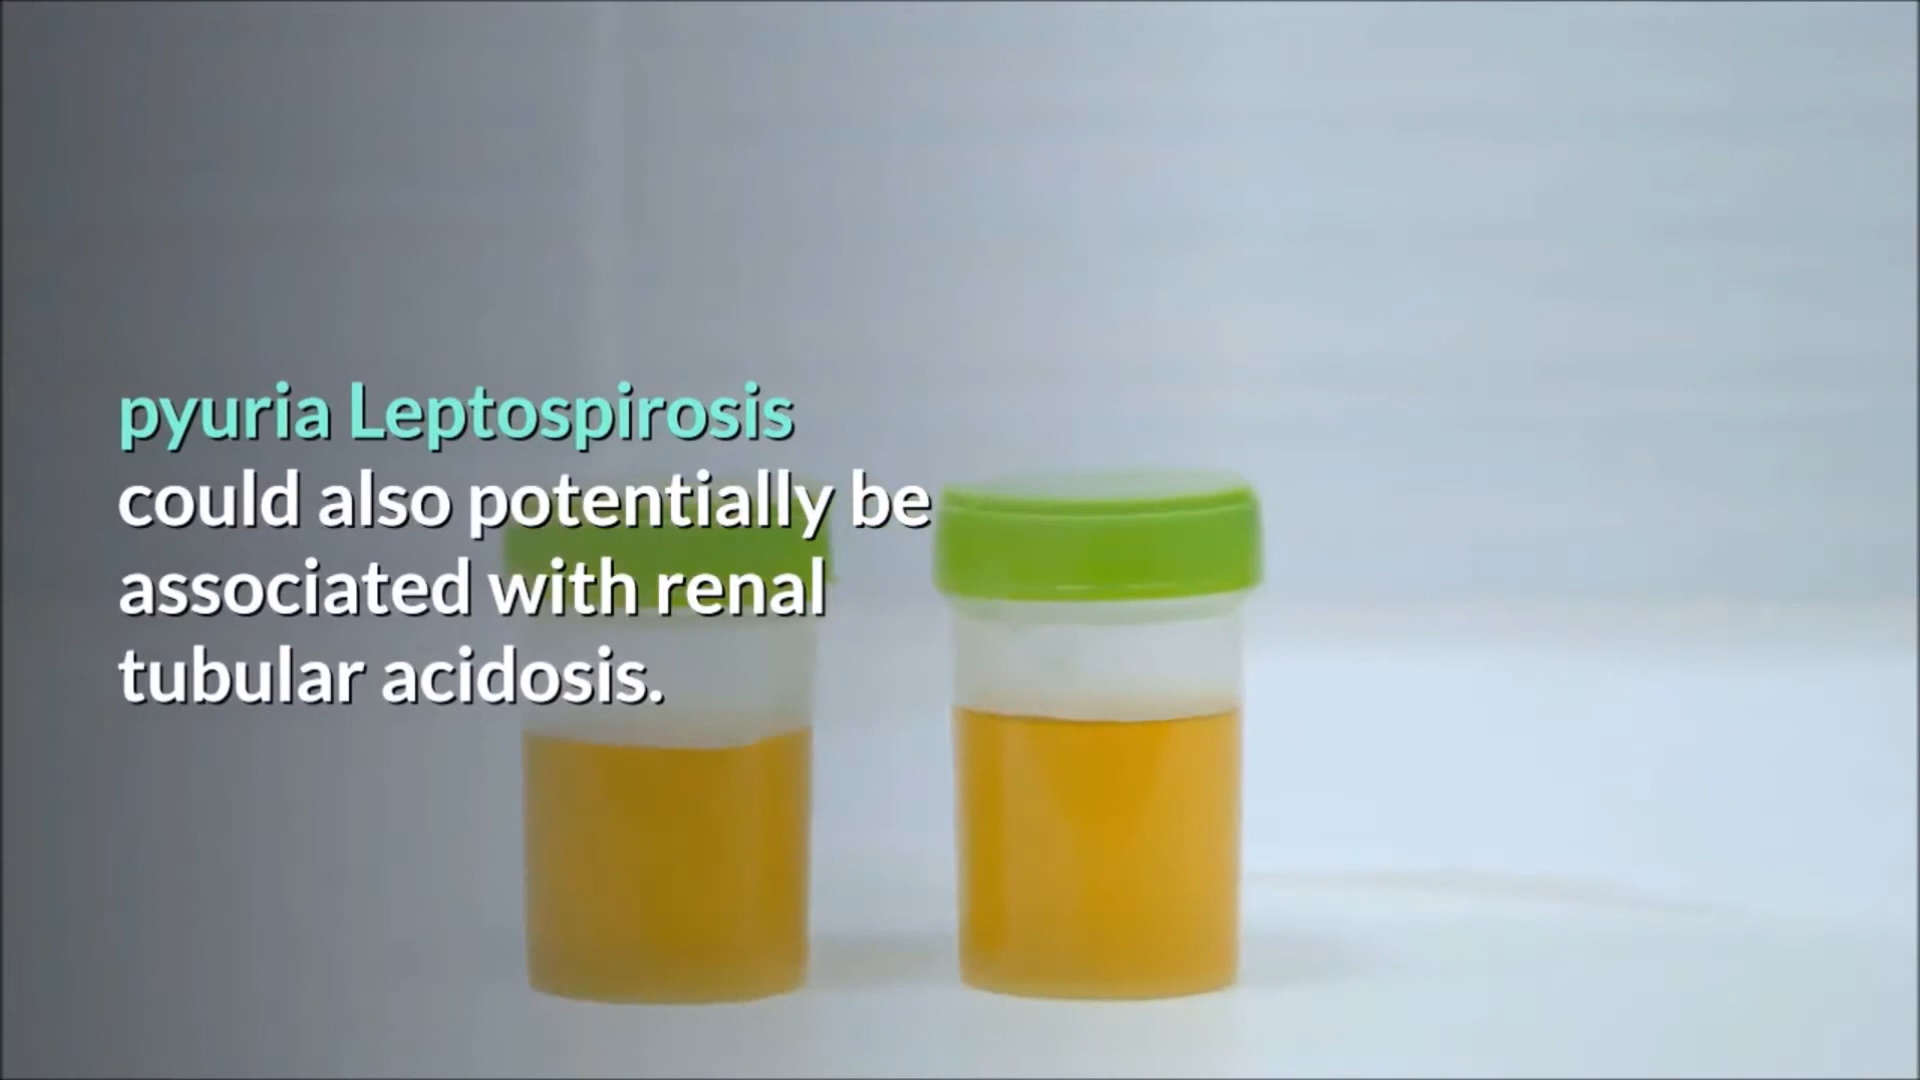 pyuria Leptospirosis
could also potentially be
associated with renal
tubular acidosis.